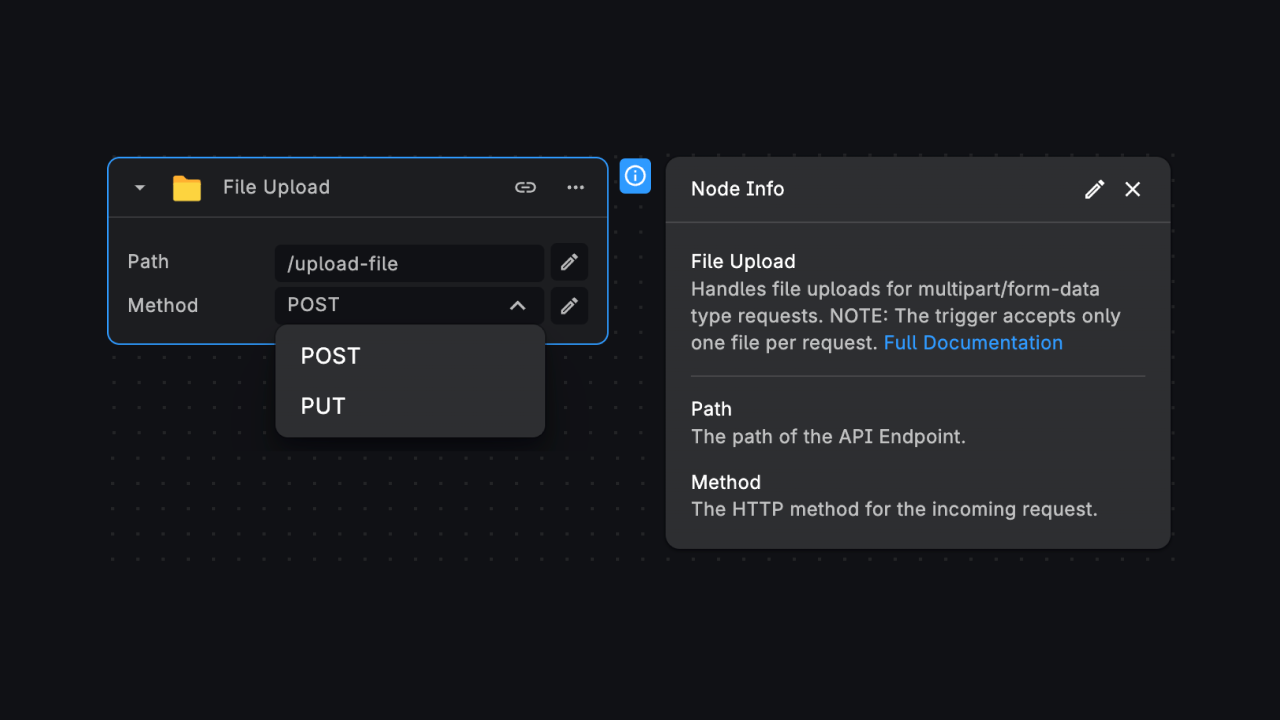 File Upload
Path
/upload-file
Method
POST
POST
PUT
Node Info
File Upload
Handles file uploads for multipart/form-data
type requests. NOTE: The trigger accepts only
one file per request. Full Documentation
Path
The path of the API Endpoint.
Method
The HTTP method for the incoming request.